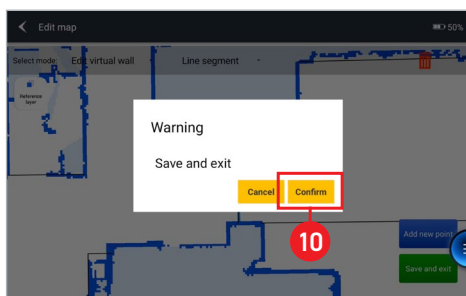 Edit map
50%
Select mode: Edit virtual wall Line segment
Reference
layer
Warning
Save and exit
Cancel Confirm
10
Add new point
Save and exit